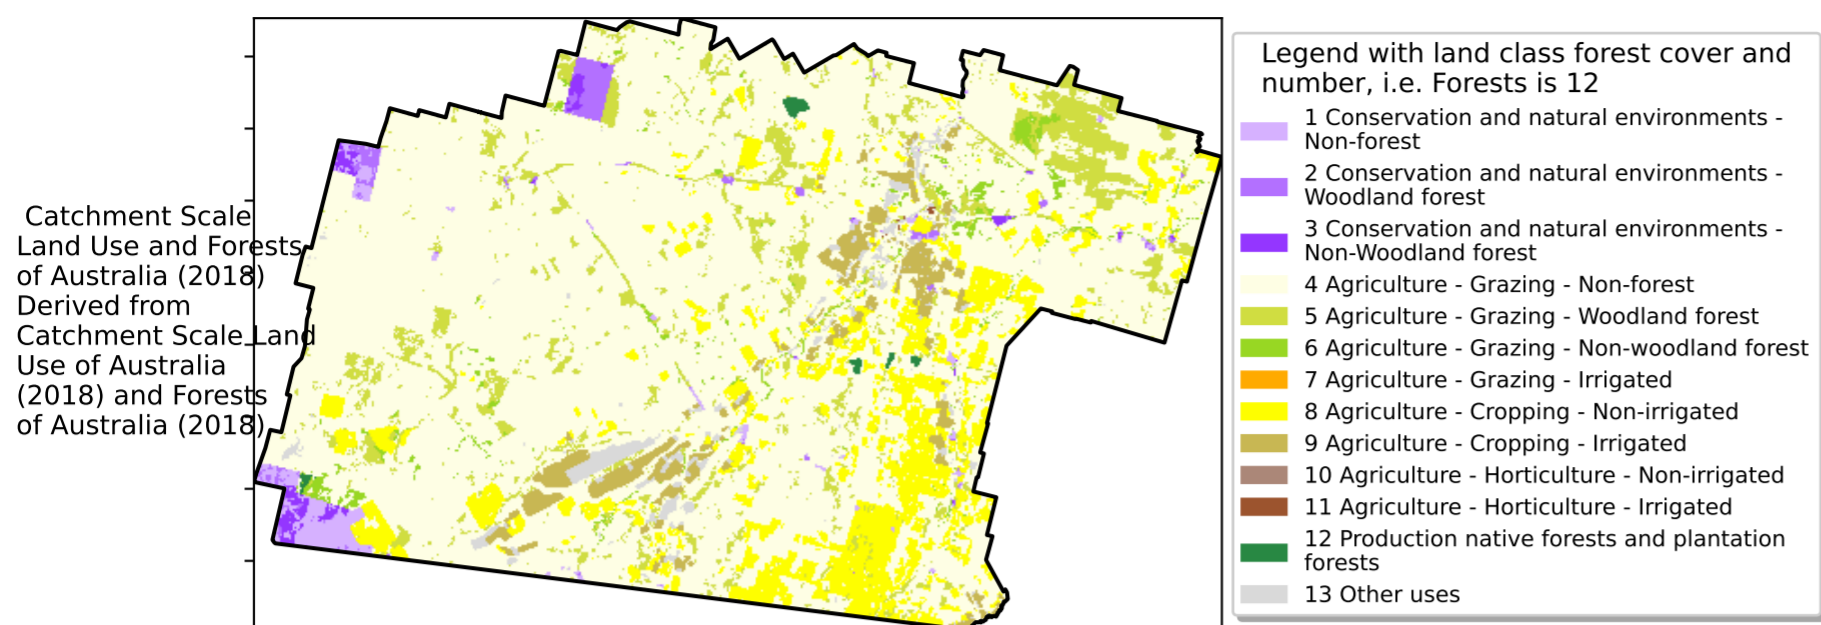 Catchment Scale
Land Use and Forests
of Australia (2018)
Derived from
Catchment Scale Land
Use of Australia
(2018) and Forests
of Australia (2018)
Legend with land class forest cover and
number, i.e. Forests is 12
1 Conservation and natural environments -
Non-forest
2 Conservation and natural environments -
Woodland forest
3 Conservation and natural environments -
Non-Woodland forest
4 Agriculture - Grazing - Non-forest
5 Agriculture - Grazing - Woodland forest
6 Agriculture - Grazing - Non-woodland forest
7 Agriculture - Grazing - Irrigated
8 Agriculture - Cropping - Non-irrigated
9 Agriculture - Cropping - Irrigated
10 Agriculture - Horticulture - Non-irrigated
11 Agriculture - Horticulture - Irrigated
12 Production native forests and plantation
forests
13 Other uses